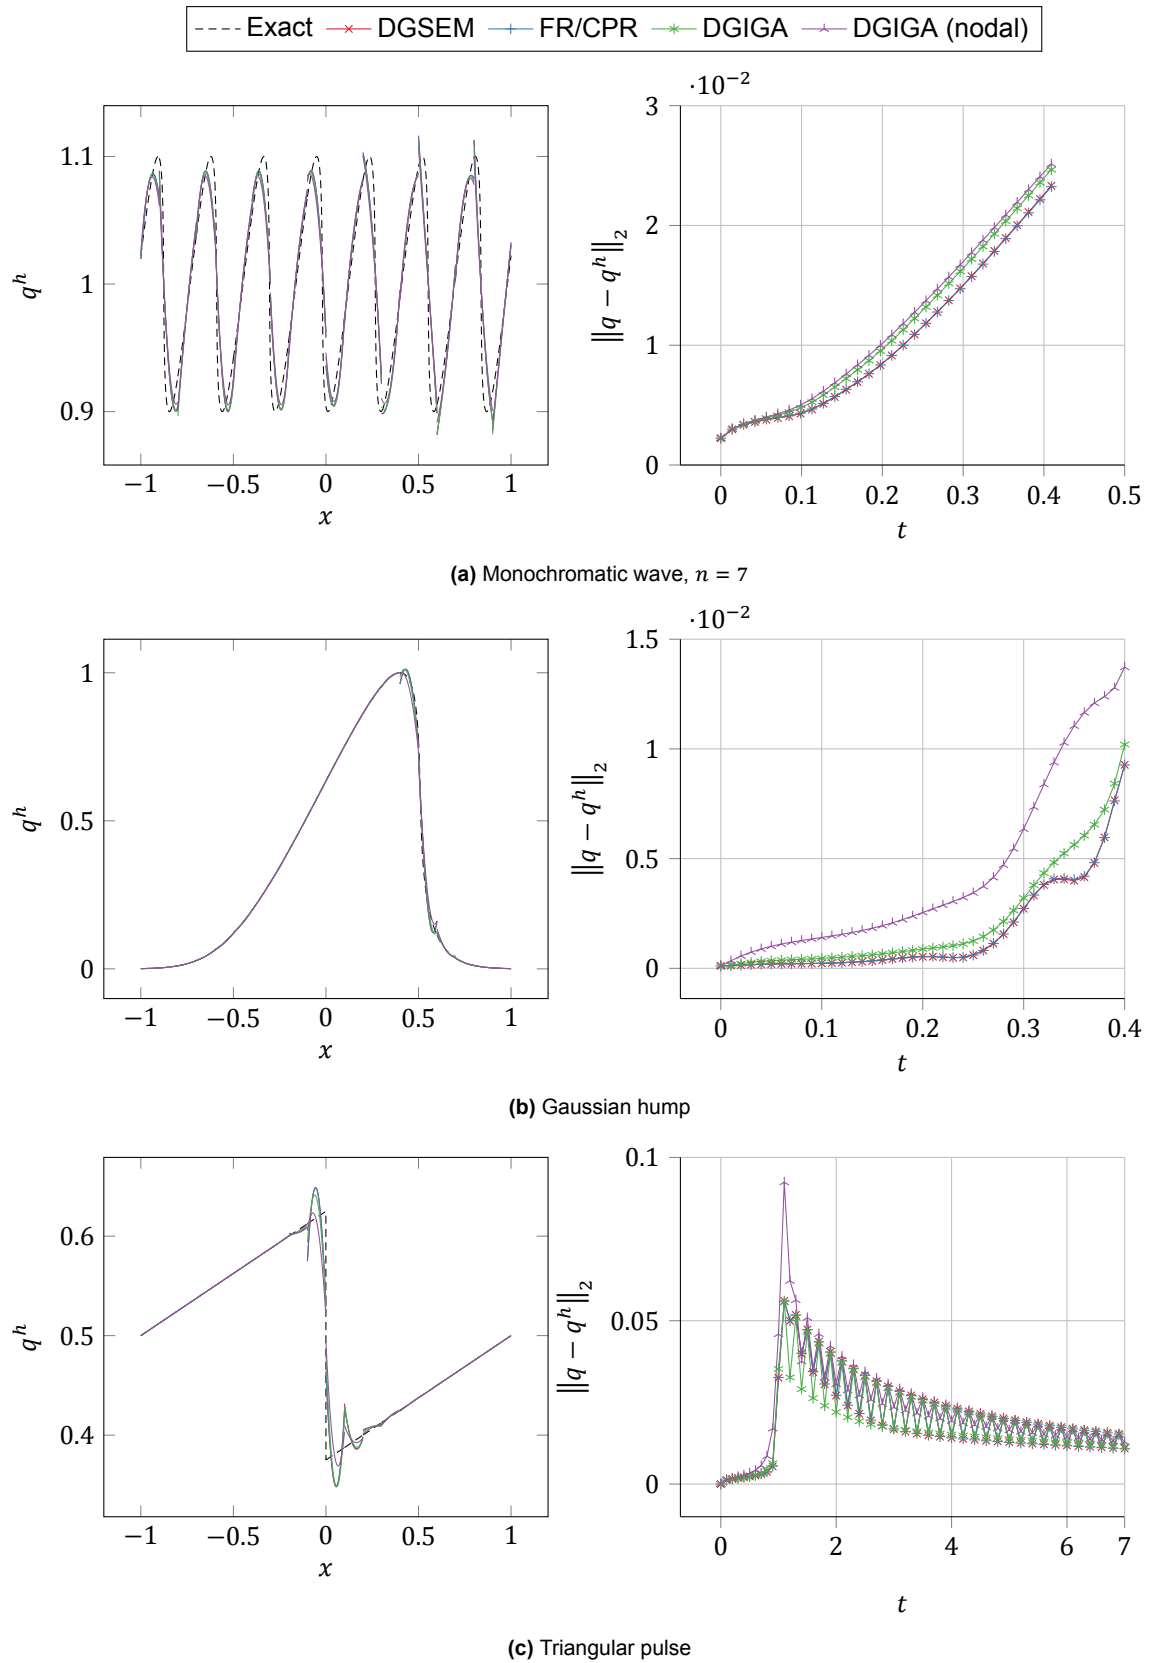 Exact DGSEM FR/CPR DGIGA DGIGA (nodal)
1.1
1
0.9
q^h
−1 −0.5 0 0.5 1
x
·10^−2
3
2
1
0
‖q − q^h‖_2
0 0.1 0.2 0.3 0.4 0.5
t
(a) Monochromatic wave, n = 7
1
0.5
0
q^h
−1 −0.5 0 0.5 1
x
·10^−2
1.5
1
0.5
0
‖q − q^h‖_2
0 0.1 0.2 0.3 0.4
t
(b) Gaussian hump
0.6
0.5
0.4
q^h
−1 −0.5 0 0.5 1
x
0.1
0.05
0
‖q − q^h‖_2
0 2 4 6 7
t
(c) Triangular pulse